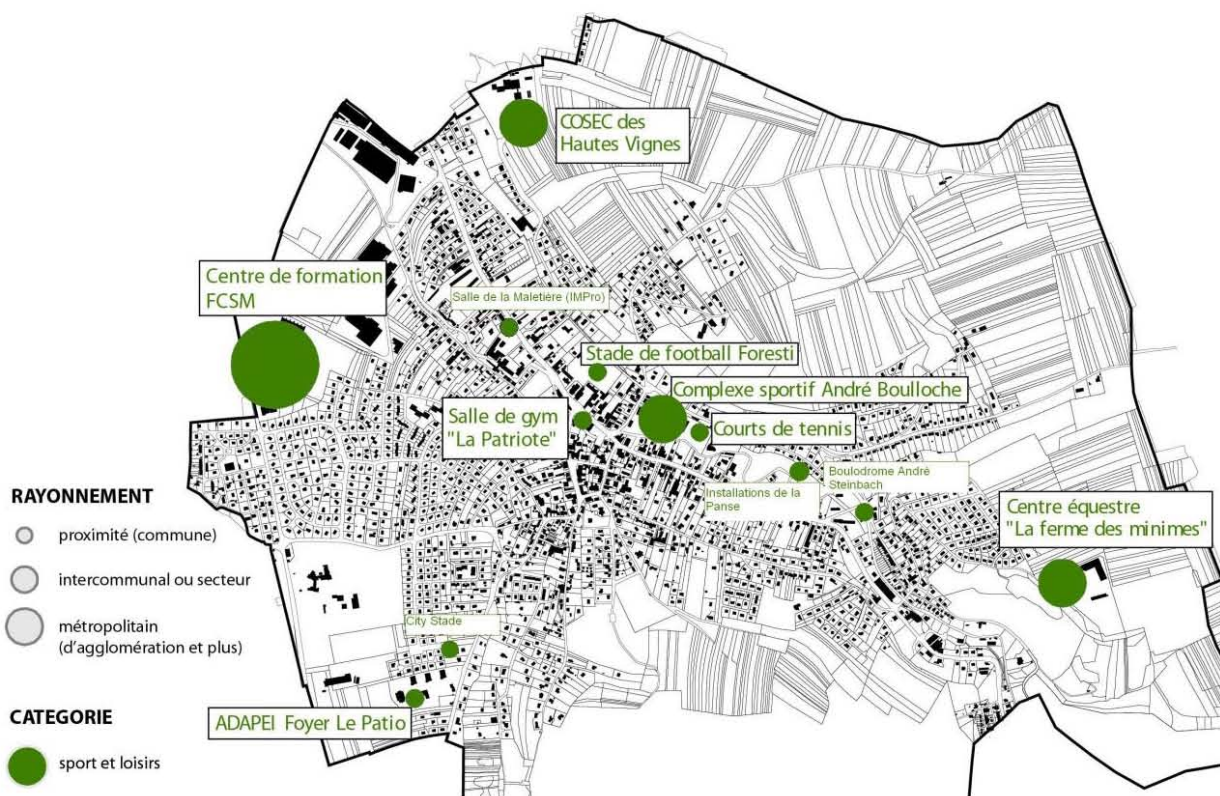 COSEC des
Hautes Vignes
Centre de formation
FCSM
Salle de la Maletière (IMPro)
Stade de football Foresti
Complexe sportif André Boulloche
Salle de gym
"La Patriote"
Courts de tennis
Boulodrome André
Steinbach
Installations de la
Panse
Centre équestre
"La ferme des minimes"
RAYONNEMENT
proximité (commune)
intercommunal ou secteur
métropolitain
(d'agglomération et plus)
City Stade
ADAPEI Foyer Le Patio
CATEGORIE
sport et loisirs